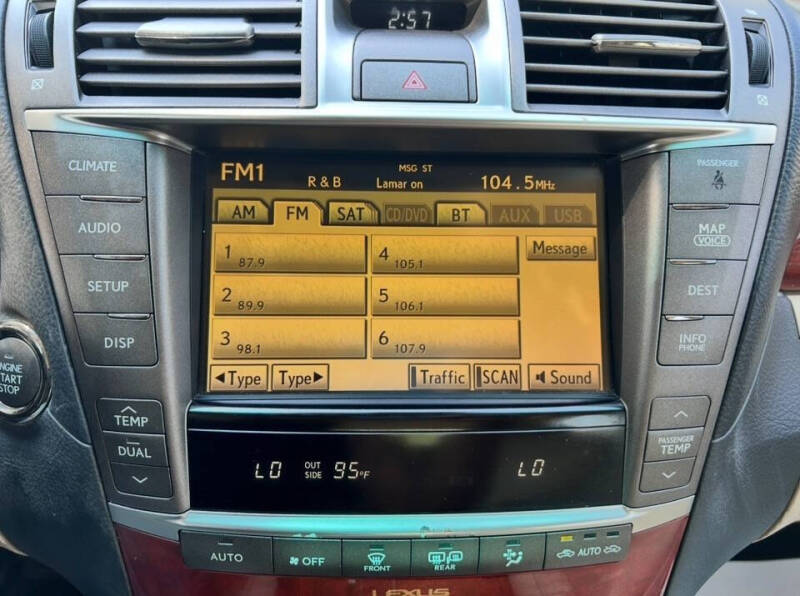 2:57
CLIMATE
AUDIO
SETUP
DISP
ENGINE
START
STOP
TEMP
DUAL
FM1 MSG ST
R & B Lamar on 104.5MHz
AM FM SAT CD/DVD BT AUX USB
1 87.9 4 105.1 Message
2 89.9 5 106.1
3 98.1 6 107.9
◀Type Type▶ Traffic SCAN Sound
PASSENGER
MAP
VOICE
DEST
INFO
PHONE
PASSENGER
TEMP
LO OUT SIDE 95°F LO
AUTO OFF FRONT REAR AUTO
LEXUS